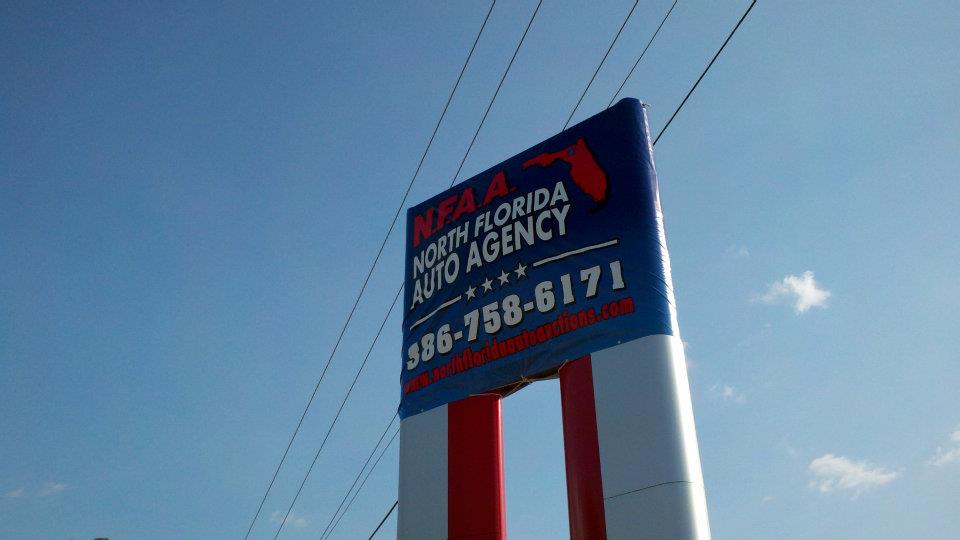 N.F.A.A.
NORTH FLORIDA
AUTO AGENCY
386-758-6171
www.northfloridaautoauctions.com